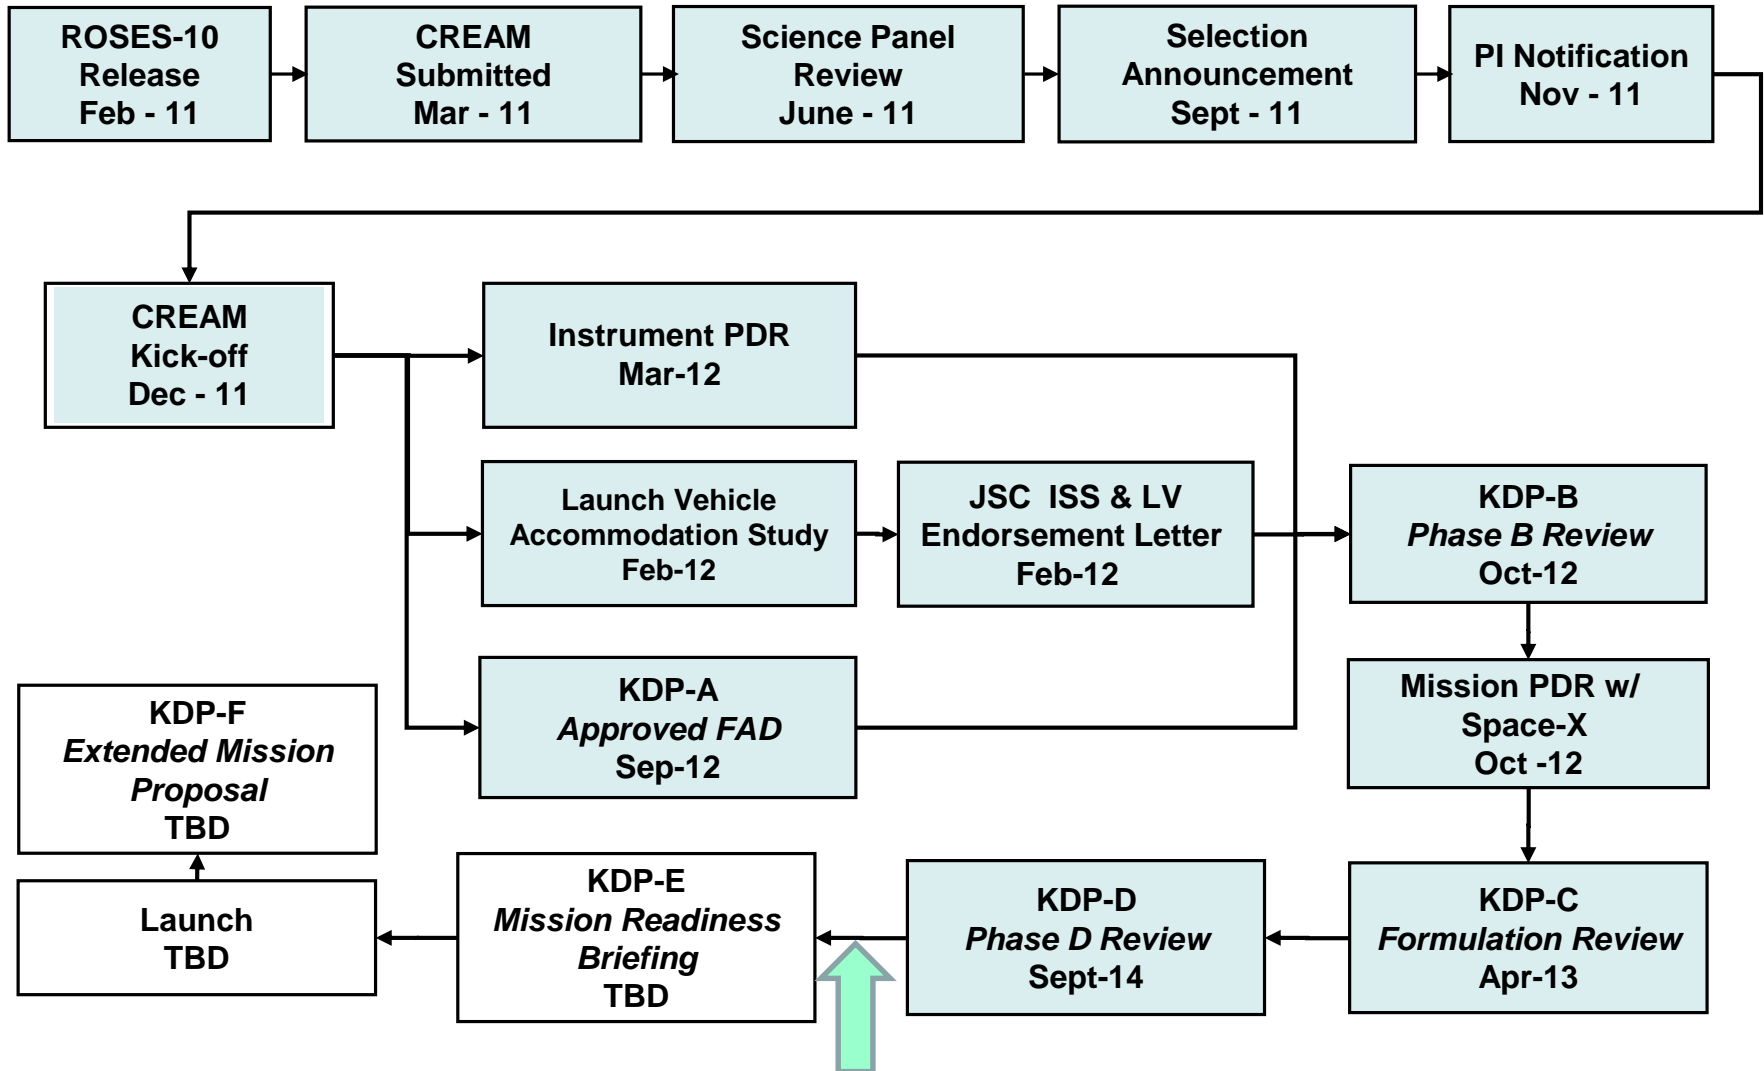 ROSES-10
Release
Feb - 11
CREAM
Submitted
Mar - 11
Science Panel
Review
June - 11
Selection
Announcement
Sept - 11
PI Notification
Nov - 11
CREAM
Kick-off
Dec - 11
Instrument PDR
Mar-12
Launch Vehicle
Accommodation Study
Feb-12
JSC ISS & LV
Endorsement Letter
Feb-12
KDP-A
Approved FAD
Sep-12
KDP-B
Phase B Review
Oct-12
Mission PDR w/
Space-X
Oct -12
KDP-C
Formulation Review
Apr-13
KDP-D
Phase D Review
Sept-14
KDP-E
Mission Readiness
Briefing
TBD
Launch
TBD
KDP-F
Extended Mission
Proposal
TBD